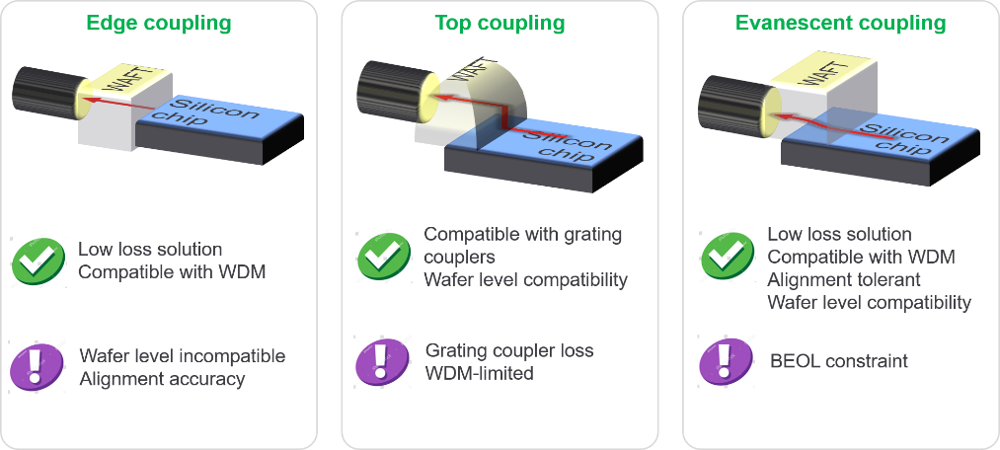 Edge coupling
WAFT
Silicon
chip
Low loss solution
Compatible with WDM
Wafer level incompatible
Alignment accuracy
Top coupling
WAFT
Silicon
chip
Compatible with grating
couplers
Wafer level compatibility
Grating coupler loss
WDM-limited
Evanescent coupling
WAFT
Silicon
chip
Low loss solution
Compatible with WDM
Alignment tolerant
Wafer level compatibility
BEOL constraint